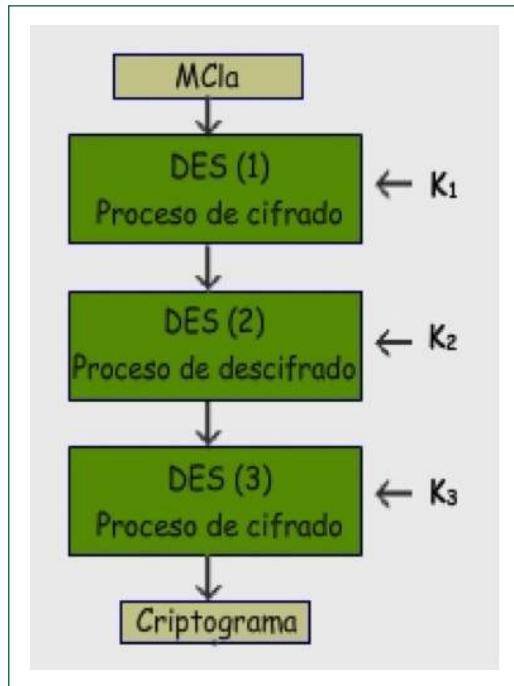 MCla
DES (1)
Proceso de cifrado
K₁
DES (2)
Proceso de descifrado
K₂
DES (3)
Proceso de cifrado
K₃
Criptograma